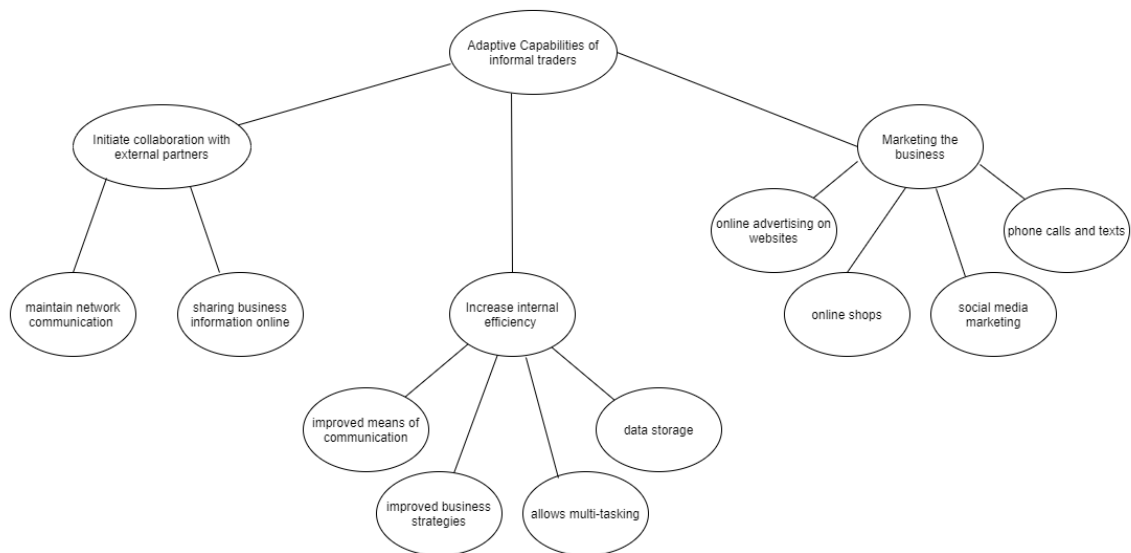 Adaptive Capabilities of
informal traders
Initiate collaboration with
external partners
Marketing the
business
online advertising on
websites
phone calls and texts
maintain network
communication
sharing business
information online
Increase internal
efficiency
online shops
social media
marketing
improved means of
communication
data storage
improved business
strategies
allows multi-tasking